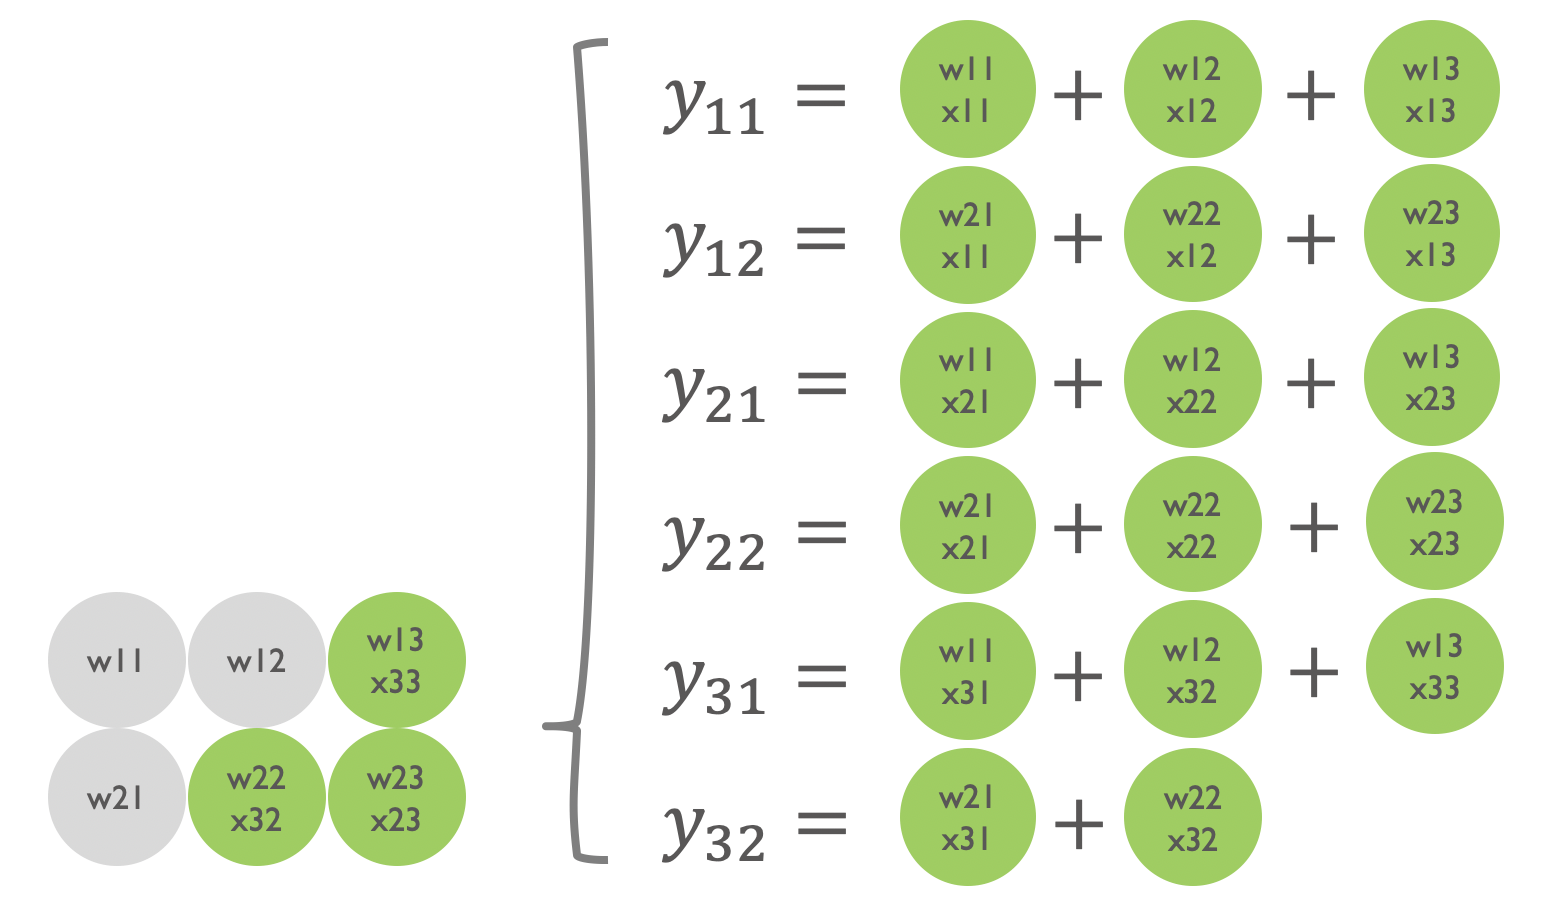 y11 = w11 x11 + w12 x12 + w13 x13
y12 = w21 x11 + w22 x12 + w23 x13
y21 = w11 x21 + w12 x22 + w13 x23
y22 = w21 x21 + w22 x22 + w23 x23
w11 w12 w13 x33
y31 = w11 x31 + w12 x32 + w13 x33
w21 w22 x32 w23 x23
y32 = w21 x31 + w22 x32